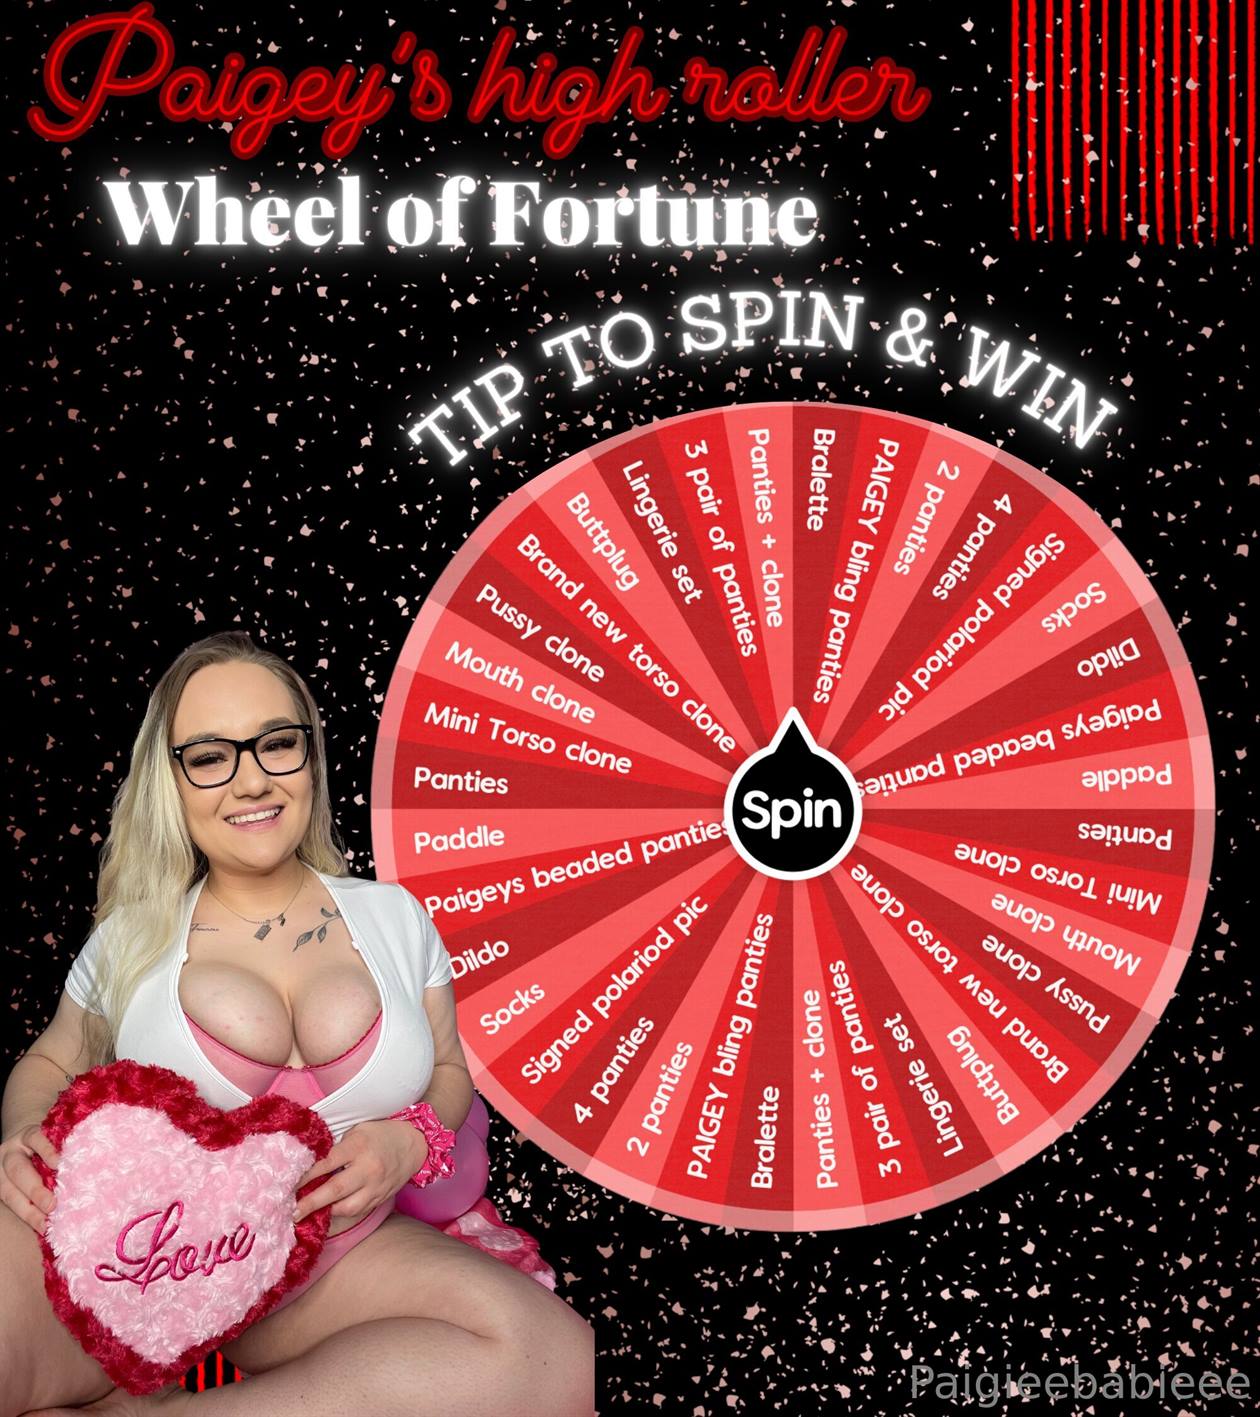 Paigey's high roller
Wheel of Fortune
TIP TO SPIN & WIN
Bralette
PAIGEY bling panties
2 panties
4 panties
Signed polariod pic
Socks
Dildo
Paigeys beaded panties
Paddle
Panties
Mini Torso clone
Mouth clone
Pussy clone
Brand new torso clone
Buttplug
Lingerie set
3 pair of panties
Panties + clone
Bralette
PAIGEY bling panties
2 panties
4 panties
Signed polariod pic
Socks
Dildo
Paigeys beaded panties
Paddle
Panties
Mini Torso clone
Mouth clone
Pussy clone
Brand new torso clone
Buttplug
Lingerie set
3 pair of panties
Panties + clone
Spin
Love
Paigieebabieee